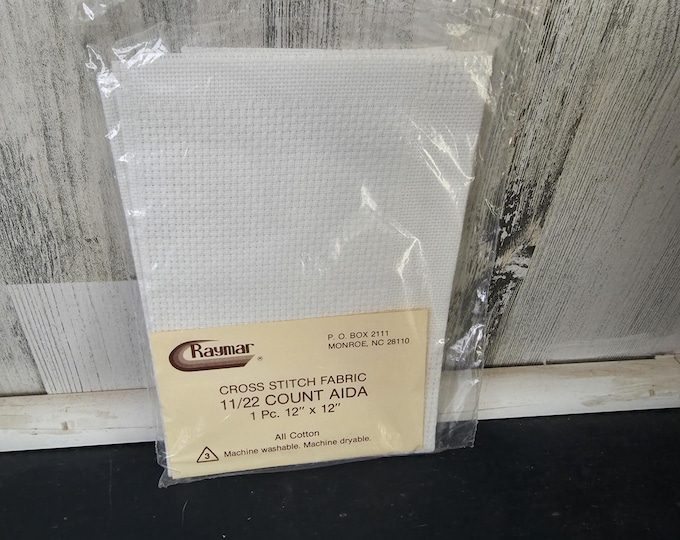 Raymar ®
P. O. BOX 2111
MONROE, NC 28110
CROSS STITCH FABRIC
11/22 COUNT AIDA
1 Pc. 12" x 12"
All Cotton
3
Machine washable. Machine dryable.